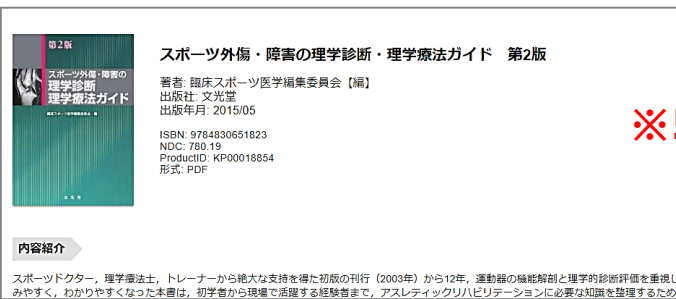 第2版
スポーツ外傷・障害の
理学診断
理学療法ガイド
臨床スポーツ医学編集委員会 編
文光堂
スポーツ外傷・障害の理学診断・理学療法ガイド 第2版
著者: 臨床スポーツ医学編集委員会【編】
出版社: 文光堂
出版年月: 2015/05
ISBN: 9784830651823
NDC: 780.19
ProductID: KP00018854
形式: PDF
※
内容紹介
スポーツドクター，理学療法士，トレーナーから絶大な支持を得た初版の刊行（2003年）から12年，運動器の機能解剖と理学的診断評価を重視し
みやすく，わかりやすくなった本書は，初学者から現場で活躍する経験者まで，アスレティックリハビリテーションに必要な知識を整理するため